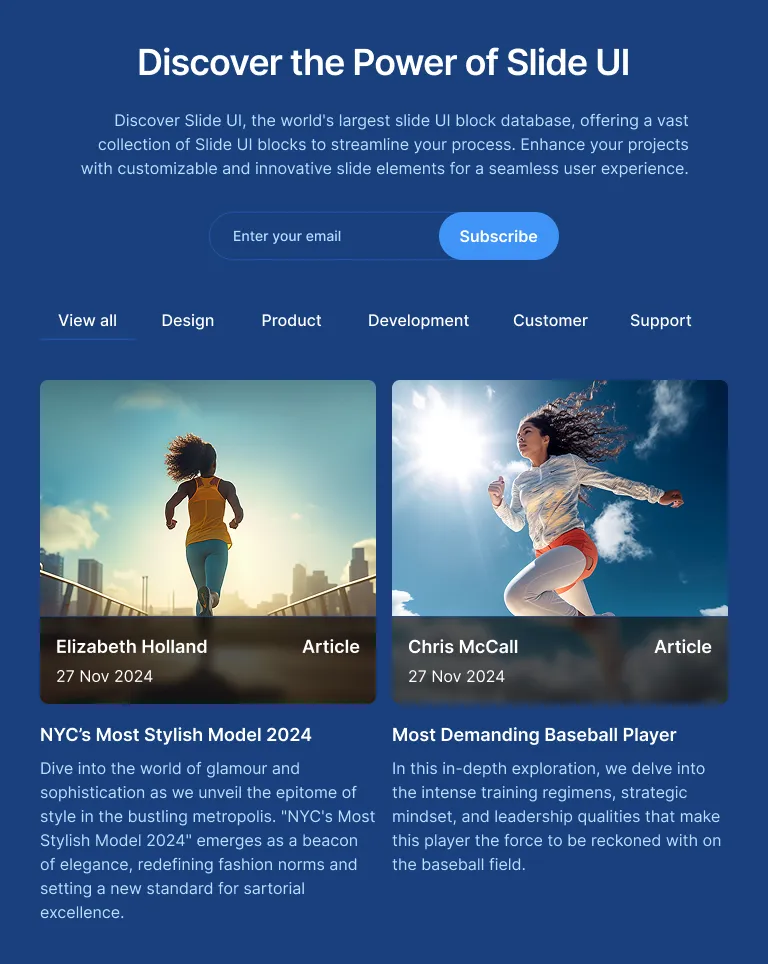 Discover the Power of Slide UI
Discover Slide UI, the world's largest slide UI block database, offering a vast
collection of Slide UI blocks to streamline your process. Enhance your projects
with customizable and innovative slide elements for a seamless user experience.
Enter your email
Subscribe
View all
Design
Product
Development
Customer
Support
Elizabeth Holland
Article
27 Nov 2024
NYC’s Most Stylish Model 2024
Dive into the world of glamour and
sophistication as we unveil the epitome of
style in the bustling metropolis. "NYC's Most
Stylish Model 2024" emerges as a beacon
of elegance, redefining fashion norms and
setting a new standard for sartorial
excellence.
Chris McCall
Article
27 Nov 2024
Most Demanding Baseball Player
In this in-depth exploration, we delve into
the intense training regimens, strategic
mindset, and leadership qualities that make
this player the force to be reckoned with on
the baseball field.